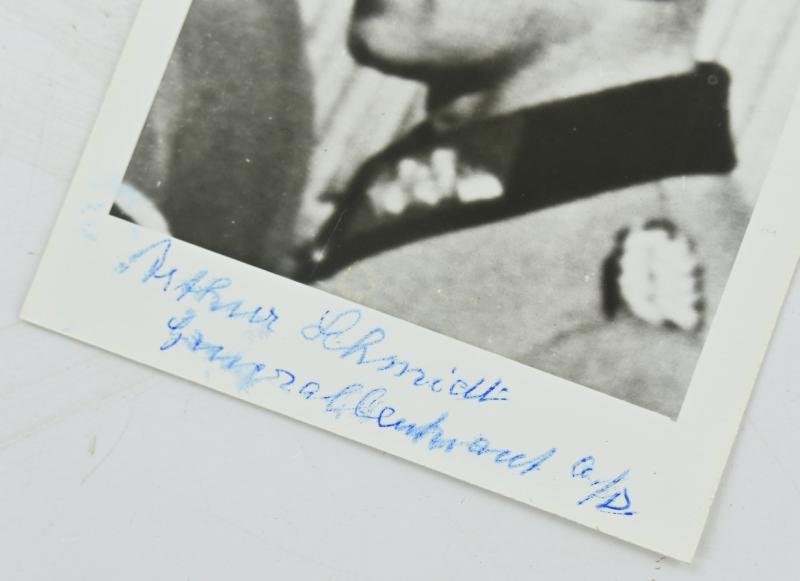 Arthur Schmidt
Generalleutnant a/D